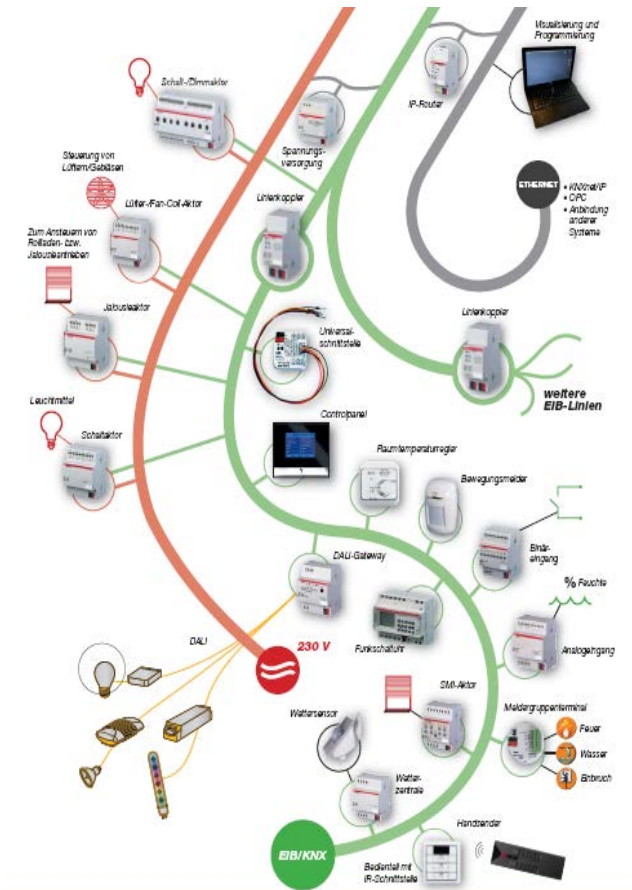 Visualisierung und
Programmierung
Schalt-/Dimmaktor
IP-Router
Spannungs-
versorgung
Steuerung von
Lüftern/Gebläsen
ETHERNET
• KNXnet/IP
• OPC
• Anbindung
anderer
Systeme
Lüfter-/Fan-Coil-Aktor
Linienkoppler
Zum Ansteuern von
Rollladen- bzw.
Jalousieantrieben
Jalousieaktor
Universal-
schnittstelle
Linienkoppler
weitere
EIB-Linien
Leuchtmittel
Controlpanel
Schaltaktor
Raumtemperaturregler
Bewegungsmelder
Binär-
eingang
DALI-Gateway
% Feuchte
DALI
230 V
Funkschaltuhr
Analogeingang
SMI-Aktor
Meldergruppenterminal
Wettersensor
Feuer
Wasser
Einbruch
Wetter-
zentrale
Handsender
EIB/KNX
Bedienteil mit
IR-Schnittstelle